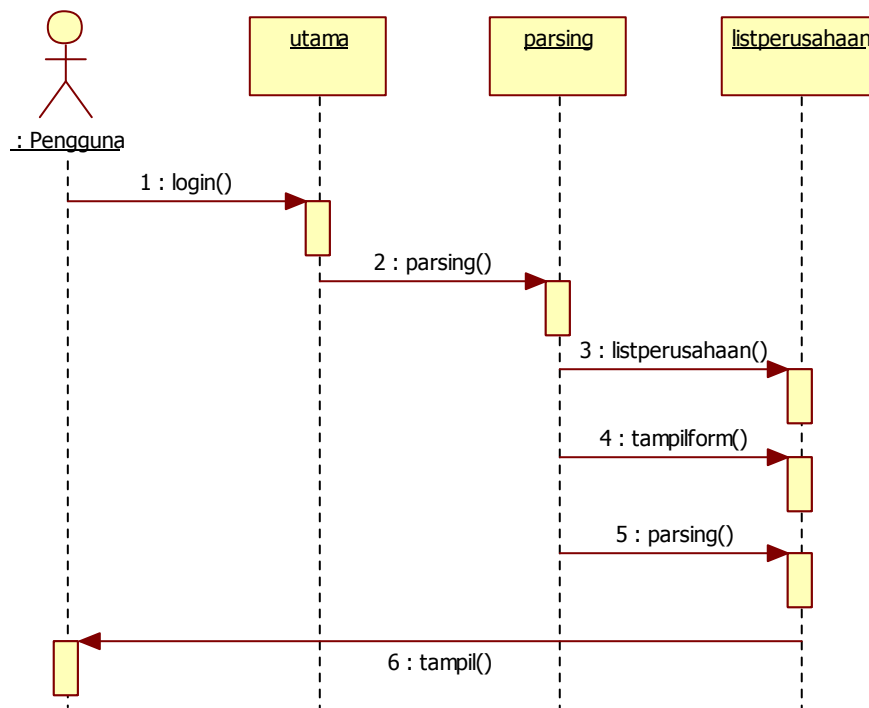 utama
parsing
listperusahaan
: Pengguna
1 : login()
2 : parsing()
3 : listperusahaan()
4 : tampilform()
5 : parsing()
6 : tampil()